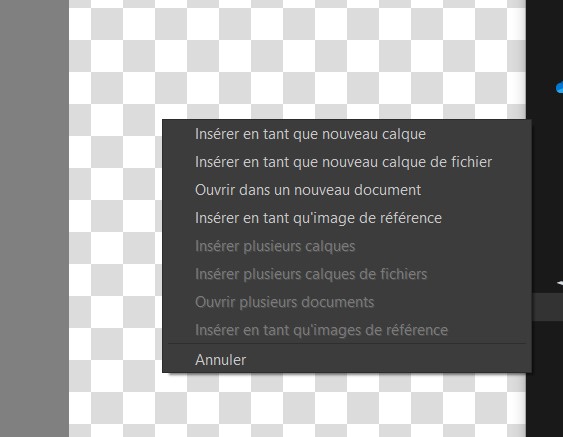 Insérer en tant que nouveau calque
Insérer en tant que nouveau calque de fichier
Ouvrir dans un nouveau document
Insérer en tant qu'image de référence
Insérer plusieurs calques
Insérer plusieurs calques de fichiers
Ouvrir plusieurs documents
Insérer en tant qu'images de référence
Annuler